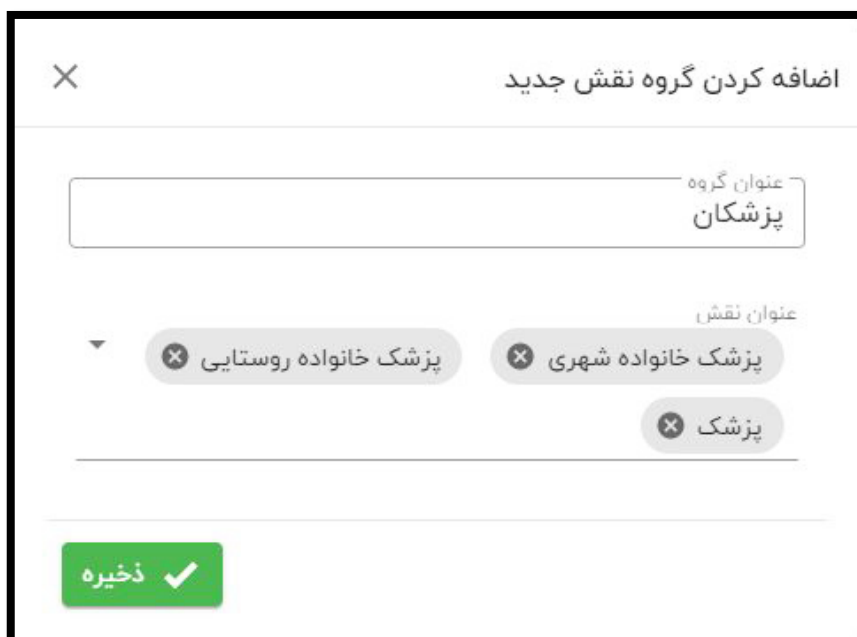 اضافه کردن گروه نقش جدید
عنوان گروه
پزشکان
عنوان نقش
پزشک خانواده شهری پزشک خانواده روستایی
پزشک
ذخیره